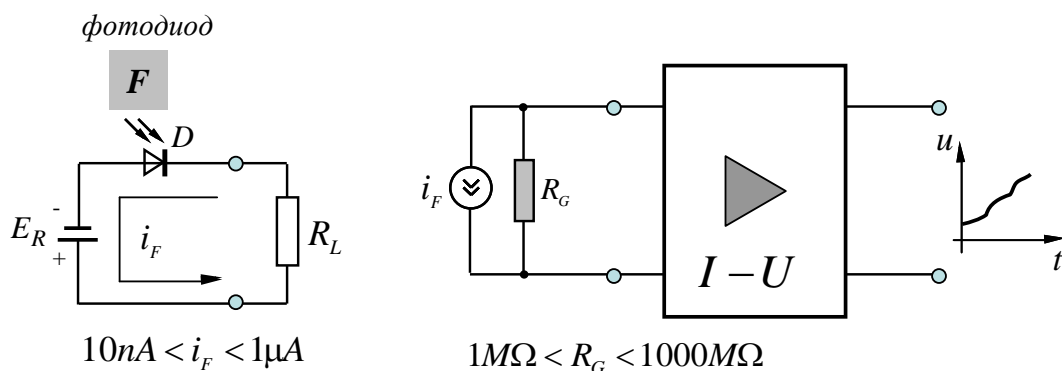 фотодиод
F
D
-
E_R
+
i_F
R_L
10nA < i_F < 1μA
i_F
R_G
I – U
u
t
1MΩ < R_G < 1000MΩ